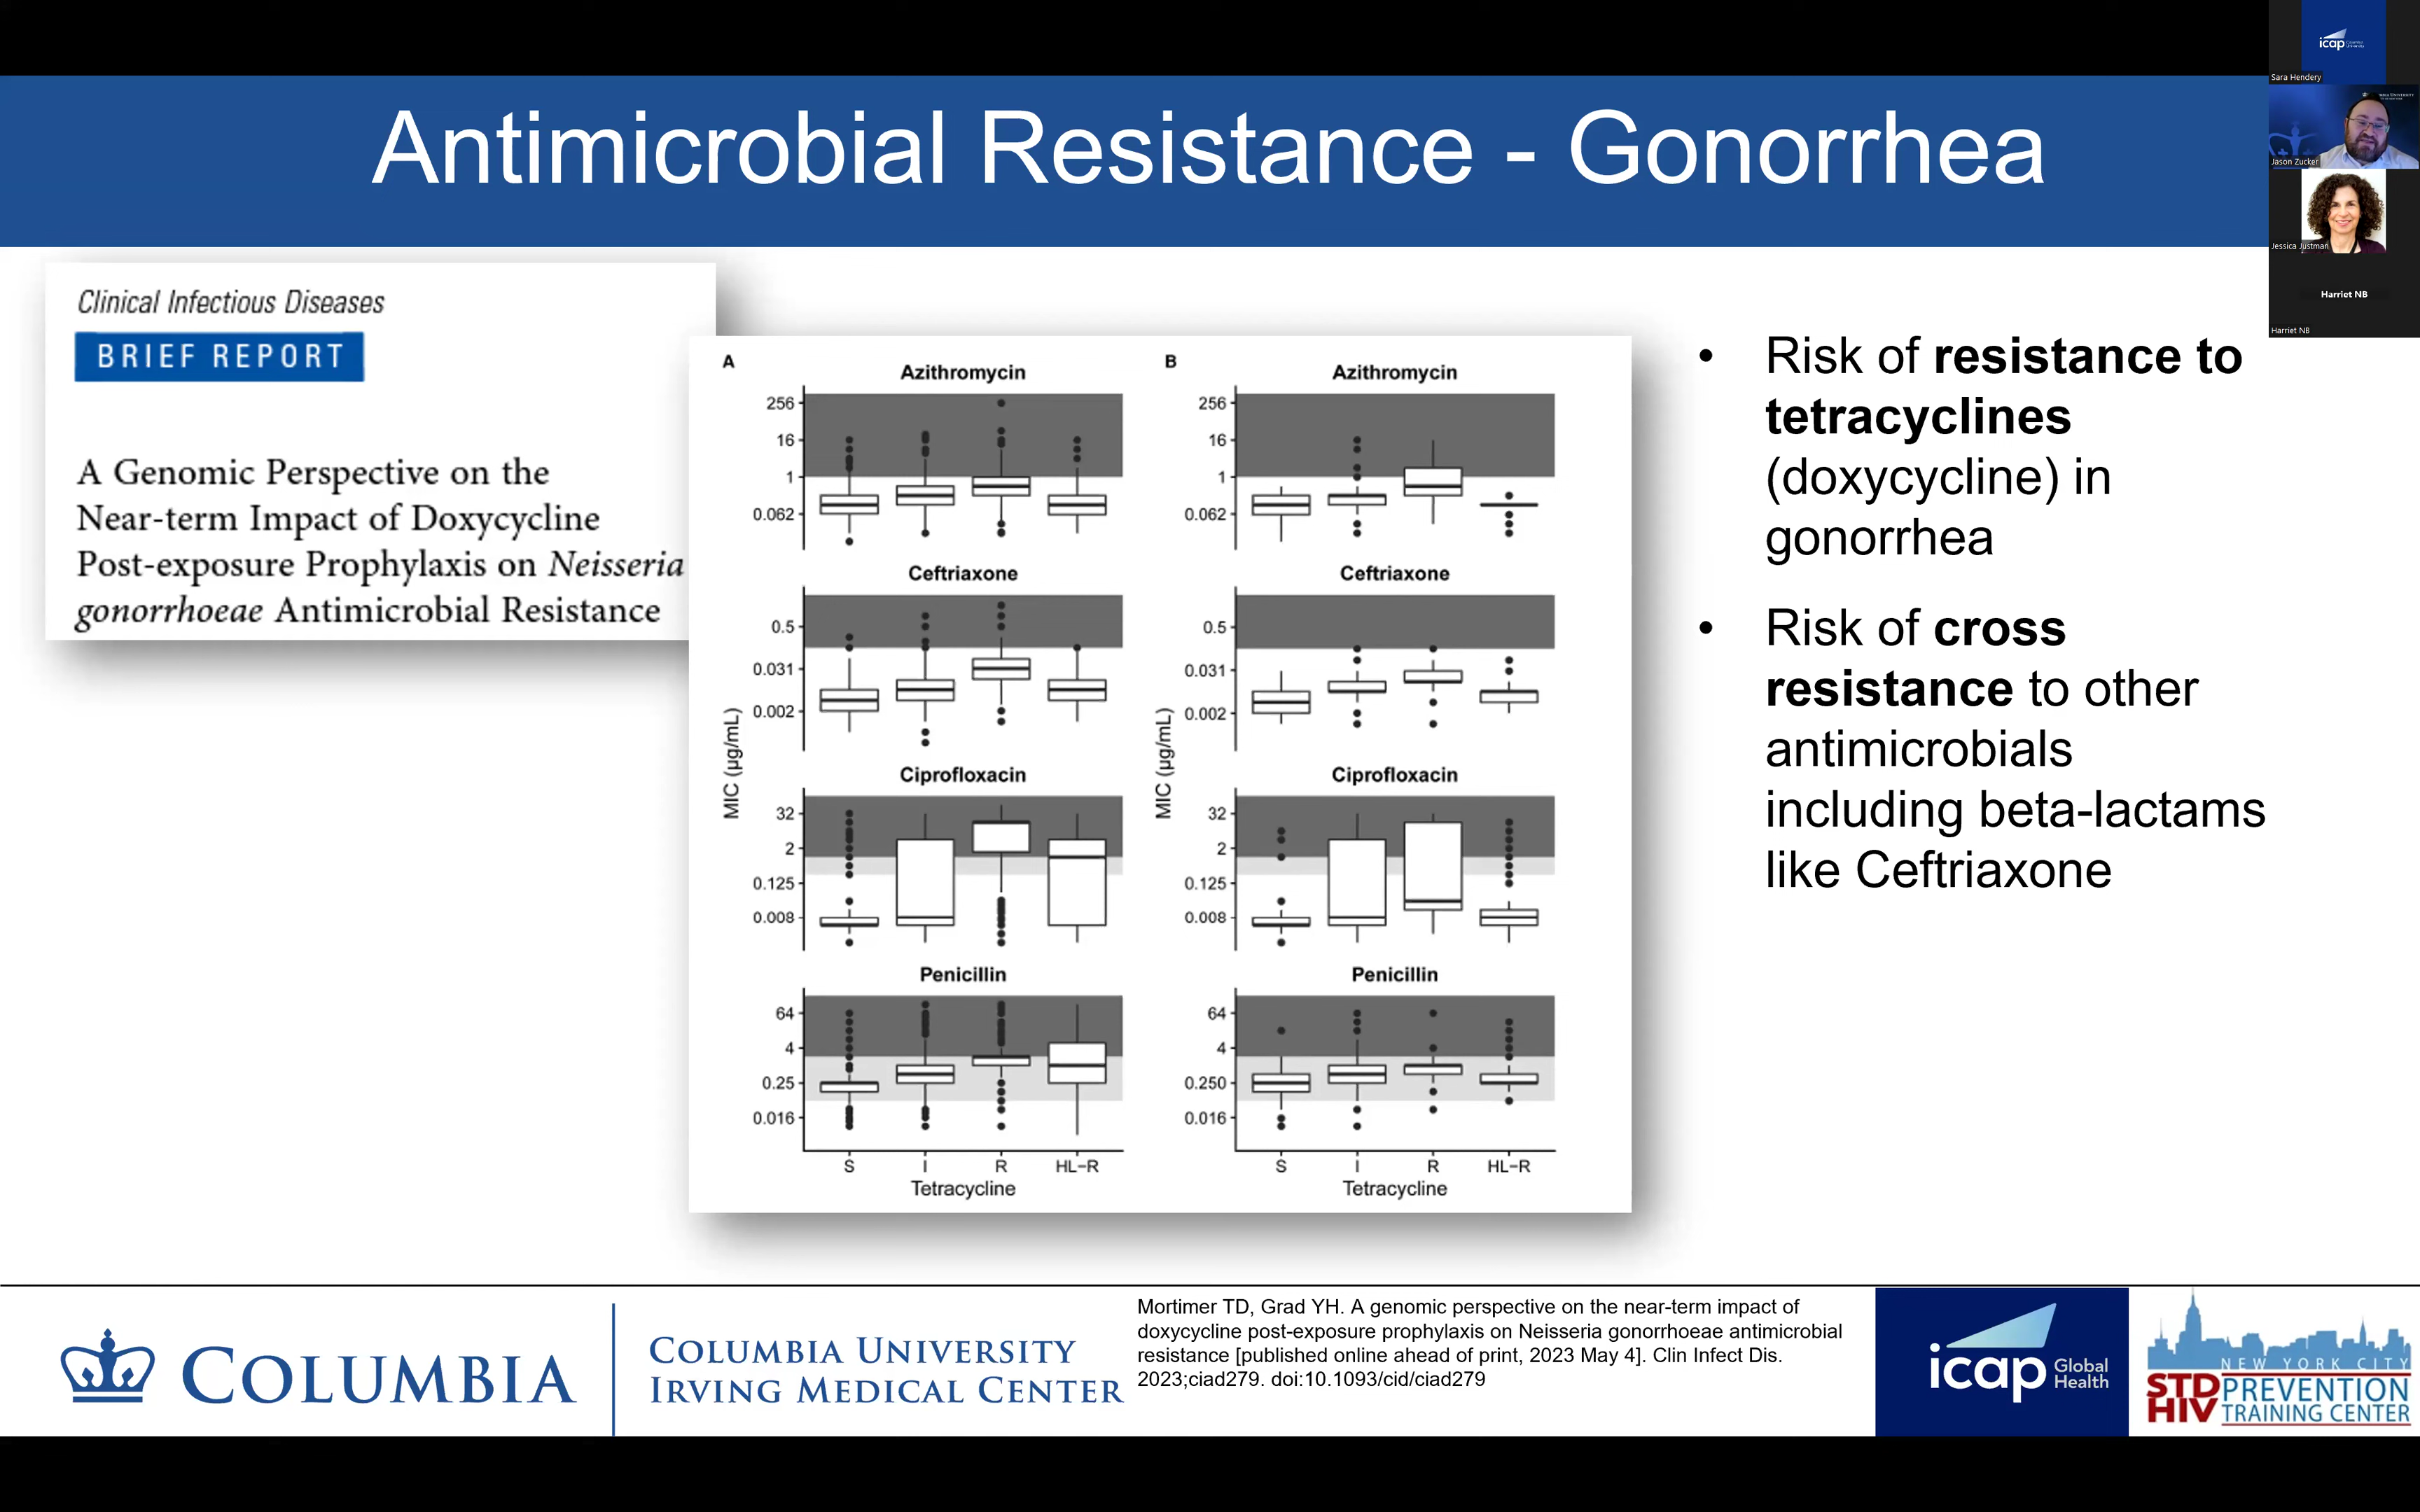 Antimicrobial Resistance - Gonorrhea
icap
Sara Hendery
Jason Zucker
Jessica Justman
Harriet NB
Harriet NB
Clinical Infectious Diseases
BRIEF REPORT
A Genomic Perspective on the
Near-term Impact of Doxycycline
Post-exposure Prophylaxis on Neisseria
gonorrhoeae Antimicrobial Resistance
A
Azithromycin
256
16
1
0.062
Ceftriaxone
0.5
0.031
0.002
Ciprofloxacin
32
2
0.125
0.008
Penicillin
64
4
0.25
0.016
MIC (µg/mL)
S I R HL-R
Tetracycline
B
Azithromycin
256
16
1
0.062
Ceftriaxone
0.5
0.031
0.002
Ciprofloxacin
32
2
0.125
0.008
Penicillin
64
4
0.250
0.016
MIC (µg/mL)
S I R HL-R
Tetracycline
• Risk of resistance to
tetracyclines
(doxycycline) in
gonorrhea
• Risk of cross
resistance to other
antimicrobials
including beta-lactams
like Ceftriaxone
COLUMBIA
COLUMBIA UNIVERSITY
IRVING MEDICAL CENTER
Mortimer TD, Grad YH. A genomic perspective on the near-term impact of
doxycycline post-exposure prophylaxis on Neisseria gonorrhoeae antimicrobial
resistance [published online ahead of print, 2023 May 4]. Clin Infect Dis.
2023;ciad279. doi:10.1093/cid/ciad279
icap Global
Health
NEW YORK CITY
STD PREVENTION
HIV TRAINING CENTER